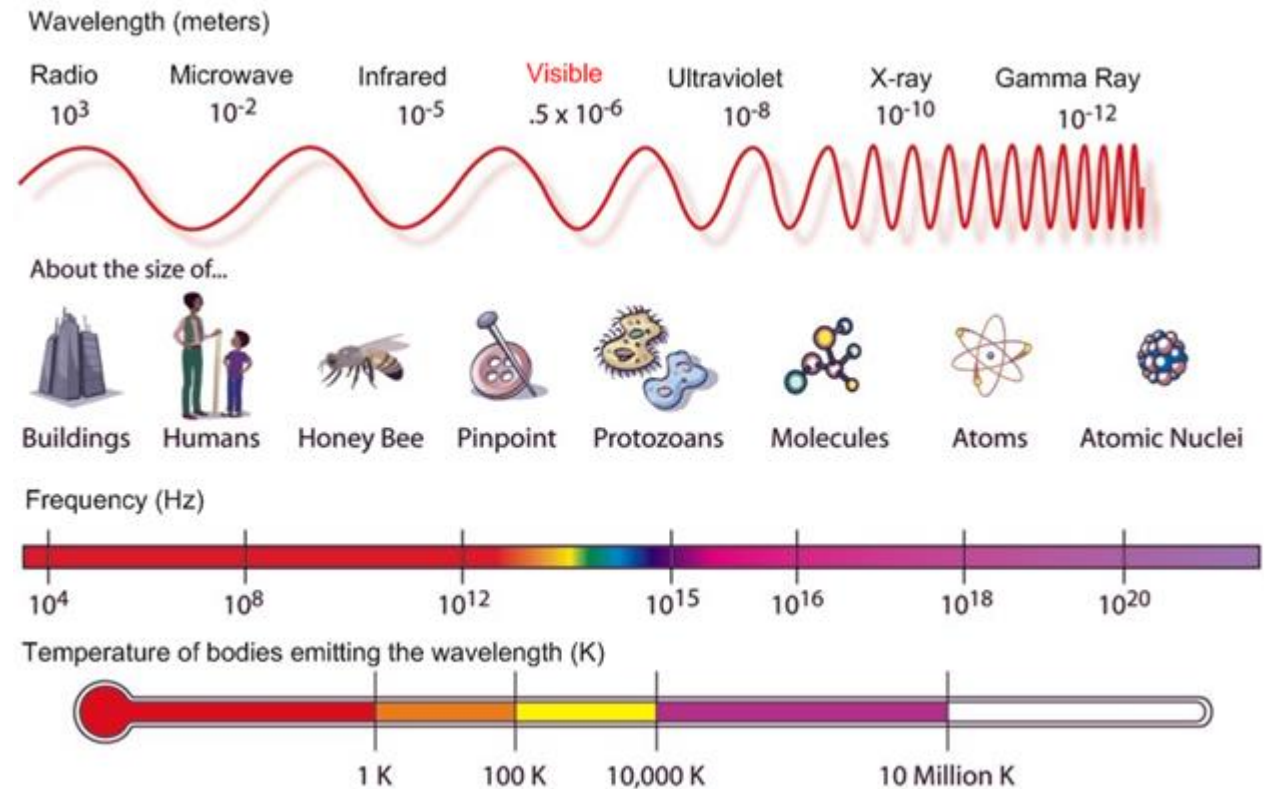 Wavelength (meters)
Radio Microwave Infrared Visible Ultraviolet X-ray Gamma Ray
10³ 10⁻² 10⁻⁵ .5 x 10⁻⁶ 10⁻⁸ 10⁻¹⁰ 10⁻¹²
About the size of...
Buildings Humans Honey Bee Pinpoint Protozoans Molecules Atoms Atomic Nuclei
Frequency (Hz)
10⁴ 10⁸ 10¹² 10¹⁵ 10¹⁶ 10¹⁸ 10²⁰
Temperature of bodies emitting the wavelength (K)
1 K 100 K 10,000 K 10 Million K